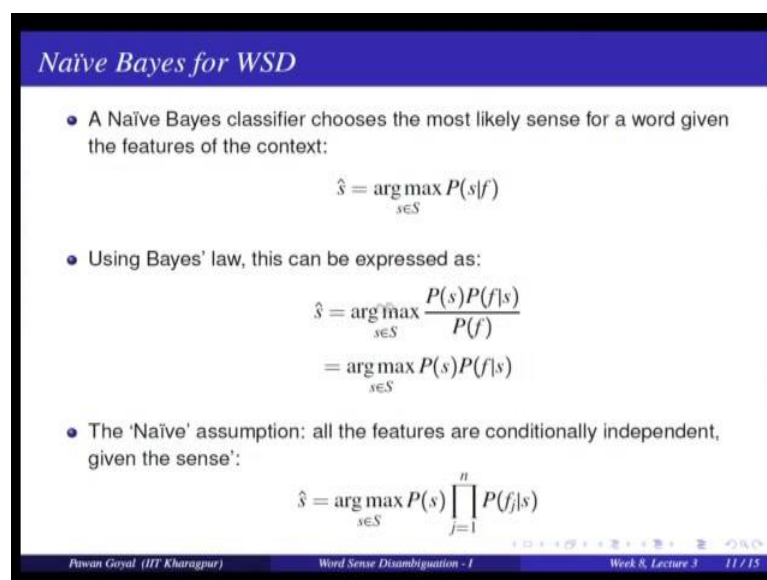 Naïve Bayes for WSD
A Naïve Bayes classifier chooses the most likely sense for a word given
the features of the context:
ŝ = arg max P(s|f)
s∈S
Using Bayes' law, this can be expressed as:
ŝ = arg max P(s)P(f|s) / P(f)
s∈S
= arg max P(s)P(f|s)
s∈S
The 'Naïve' assumption: all the features are conditionally independent,
given the sense':
ŝ = arg max P(s) ∏ P(fj|s)
s∈S j=1 n
Pawan Goyal (IIT Kharagpur) Word Sense Disambiguation - I Week 8, Lecture 3 11 / 15